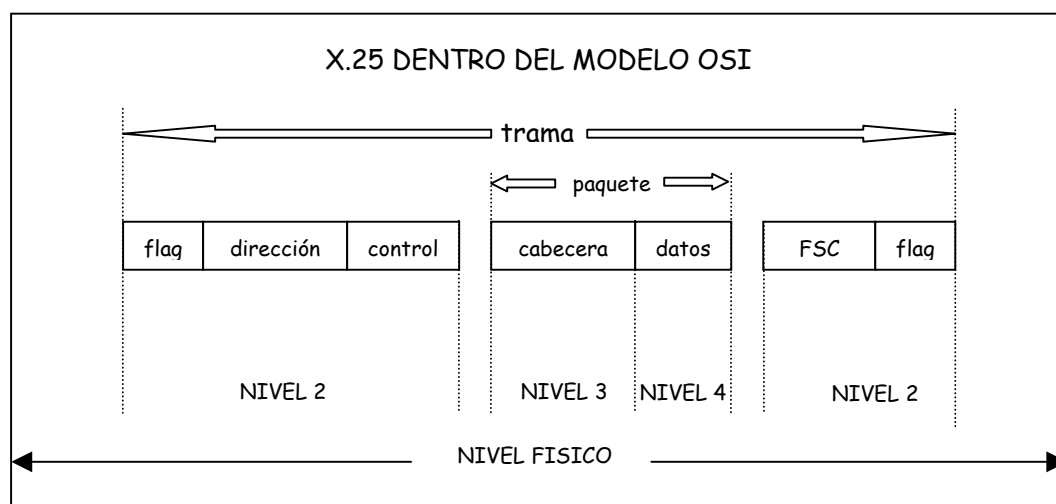 X.25 DENTRO DEL MODELO OSI
trama
paquete
flag dirección control cabecera datos FSC flag
NIVEL 2 NIVEL 3 NIVEL 4 NIVEL 2
NIVEL FISICO